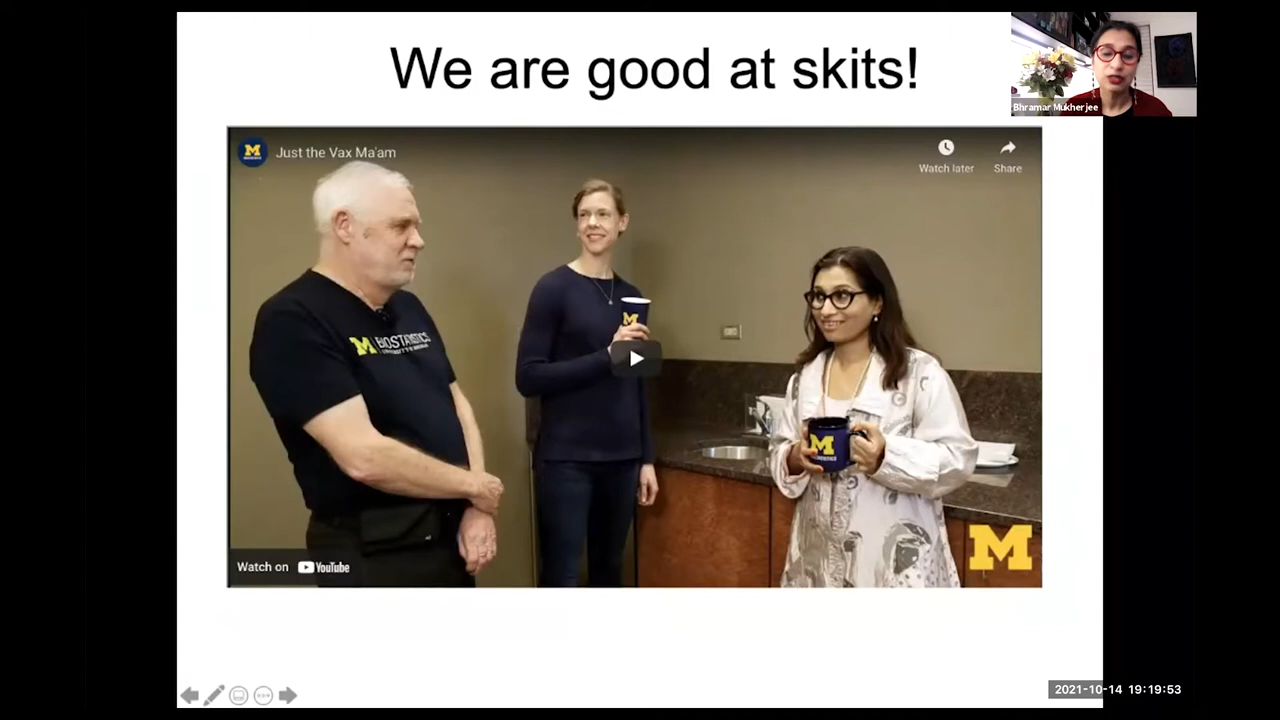 We are good at skits!
Bhramar Mukherjee
M
Just the Vax Ma'am
Watch later
Share
M BIOSTATISTICS
M
M
M
Watch on YouTube
2021-10-14 19:19:53